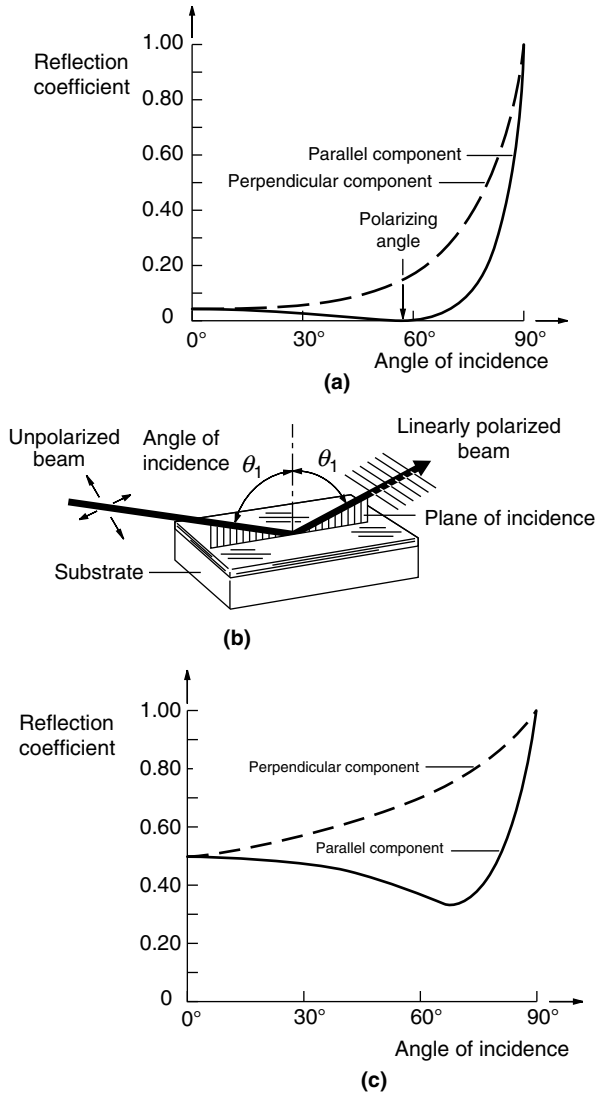 Reflection
coefficient
1.00
0.80
0.60
0.40
0.20
0
Parallel component
Perpendicular component
Polarizing
angle
0° 30° 60° 90°
Angle of incidence
(a)
Unpolarized
beam
Angle of
incidence
θ1 θ1
Linearly polarized
beam
Plane of incidence
Substrate
(b)
Reflection
coefficient
1.00
0.80
0.60
0.40
0.20
0
Perpendicular component
Parallel component
0° 30° 60° 90°
Angle of incidence
(c)